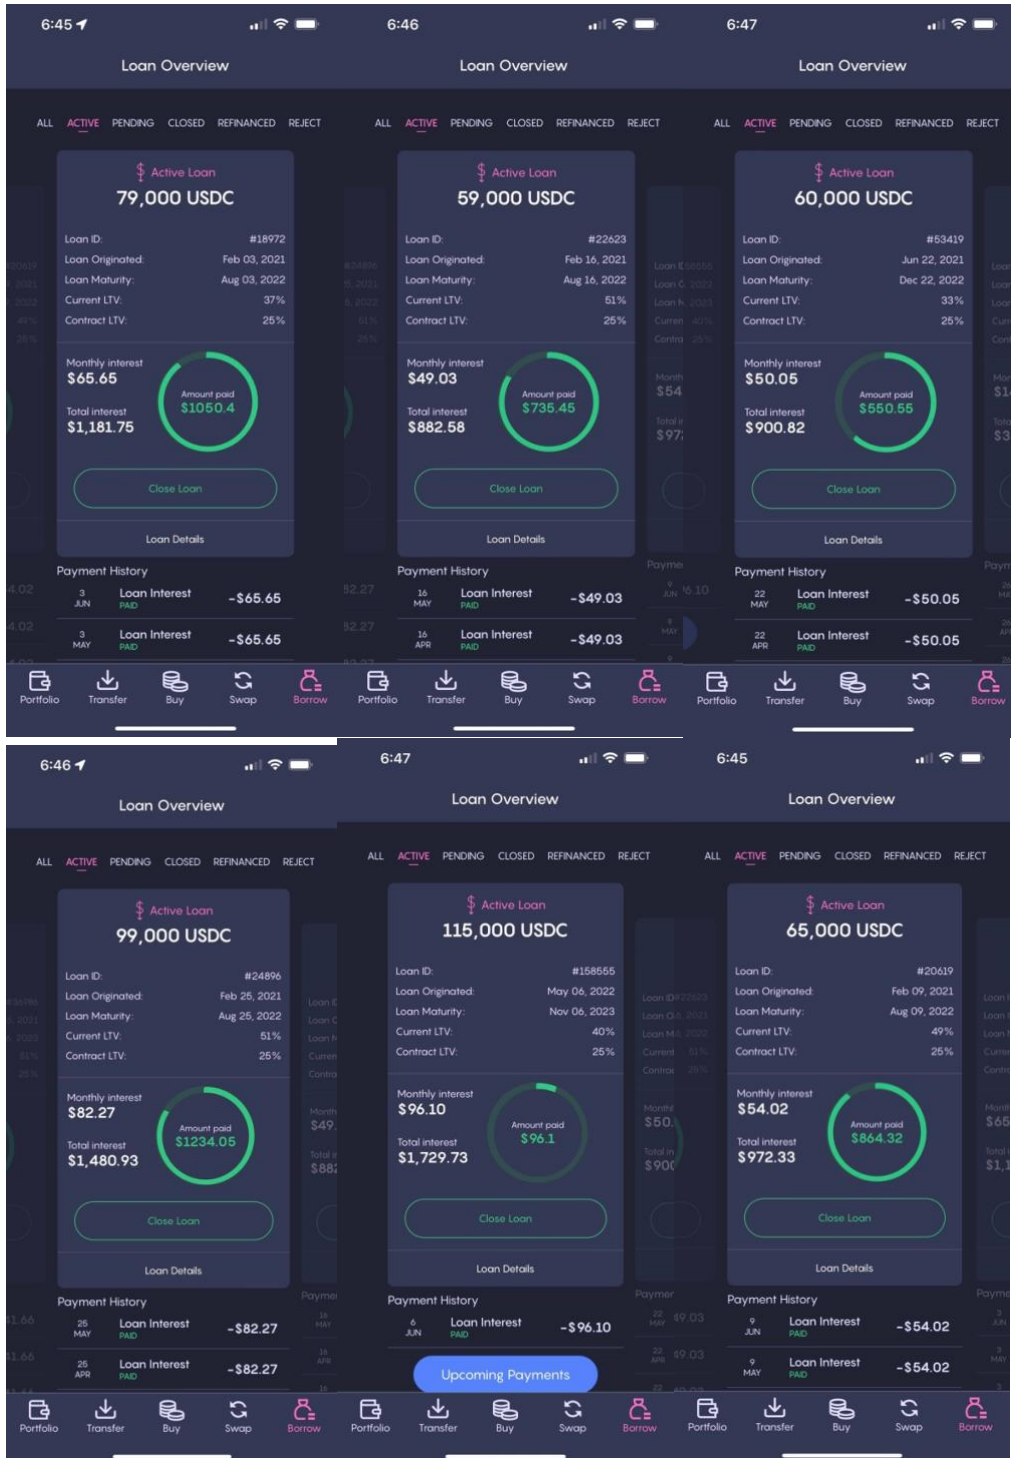 6:45
Loan Overview
ALL ACTIVE PENDING CLOSED REFINANCED REJECT
Active Loan
79,000 USDC
Loan ID: #18972
Loan Originated: Feb 03, 2021
Loan Maturity: Aug 03, 2022
Current LTV: 37%
Contract LTV: 25%
Monthly interest
$65.65
Total interest
$1,181.75
Amount paid
$1050.4
Close Loan
Loan Details
Payment History
3 JUN Loan Interest PAID -$65.65
3 MAY Loan Interest PAID -$65.65
Portfolio Transfer Buy Swap Borrow
6:46
Loan Overview
ALL ACTIVE PENDING CLOSED REFINANCED REJECT
Active Loan
59,000 USDC
Loan ID: #22623
Loan Originated: Feb 16, 2021
Loan Maturity: Aug 16, 2022
Current LTV: 51%
Contract LTV: 25%
Monthly interest
$49.03
Total interest
$882.58
Amount paid
$735.45
Close Loan
Loan Details
Payment History
16 MAY Loan Interest PAID -$49.03
16 APR Loan Interest PAID -$49.03
Portfolio Transfer Buy Swap Borrow
6:47
Loan Overview
ALL ACTIVE PENDING CLOSED REFINANCED REJECT
Active Loan
60,000 USDC
Loan ID: #53419
Loan Originated: Jun 22, 2021
Loan Maturity: Dec 22, 2022
Current LTV: 33%
Contract LTV: 25%
Monthly interest
$50.05
Total interest
$900.82
Amount paid
$550.55
Close Loan
Loan Details
Payment History
22 MAY Loan Interest PAID -$50.05
22 APR Loan Interest PAID -$50.05
Portfolio Transfer Buy Swap Borrow
6:46
Loan Overview
ALL ACTIVE PENDING CLOSED REFINANCED REJECT
Active Loan
99,000 USDC
Loan ID: #24896
Loan Originated: Feb 25, 2021
Loan Maturity: Aug 25, 2022
Current LTV: 51%
Contract LTV: 25%
Monthly interest
$82.27
Total interest
$1,480.93
Amount paid
$1234.05
Close Loan
Loan Details
Payment History
25 MAY Loan Interest PAID -$82.27
25 APR Loan Interest PAID -$82.27
Portfolio Transfer Buy Swap Borrow
6:47
Loan Overview
ALL ACTIVE PENDING CLOSED REFINANCED REJECT
Active Loan
115,000 USDC
Loan ID: #158555
Loan Originated: May 06, 2022
Loan Maturity: Nov 06, 2023
Current LTV: 40%
Contract LTV: 25%
Monthly interest
$96.10
Total interest
$1,729.73
Amount paid
$96.1
Close Loan
Loan Details
Payment History
6 JUN Loan Interest PAID -$96.10
Upcoming Payments
Portfolio Transfer Buy Swap Borrow
6:45
Loan Overview
ALL ACTIVE PENDING CLOSED REFINANCED REJECT
Active Loan
65,000 USDC
Loan ID: #20619
Loan Originated: Feb 09, 2021
Loan Maturity: Aug 09, 2022
Current LTV: 49%
Contract LTV: 25%
Monthly interest
$54.02
Total interest
$972.33
Amount paid
$864.32
Close Loan
Loan Details
Payment History
9 JUN Loan Interest PAID -$54.02
9 MAY Loan Interest PAID -$54.02
Portfolio Transfer Buy Swap Borrow